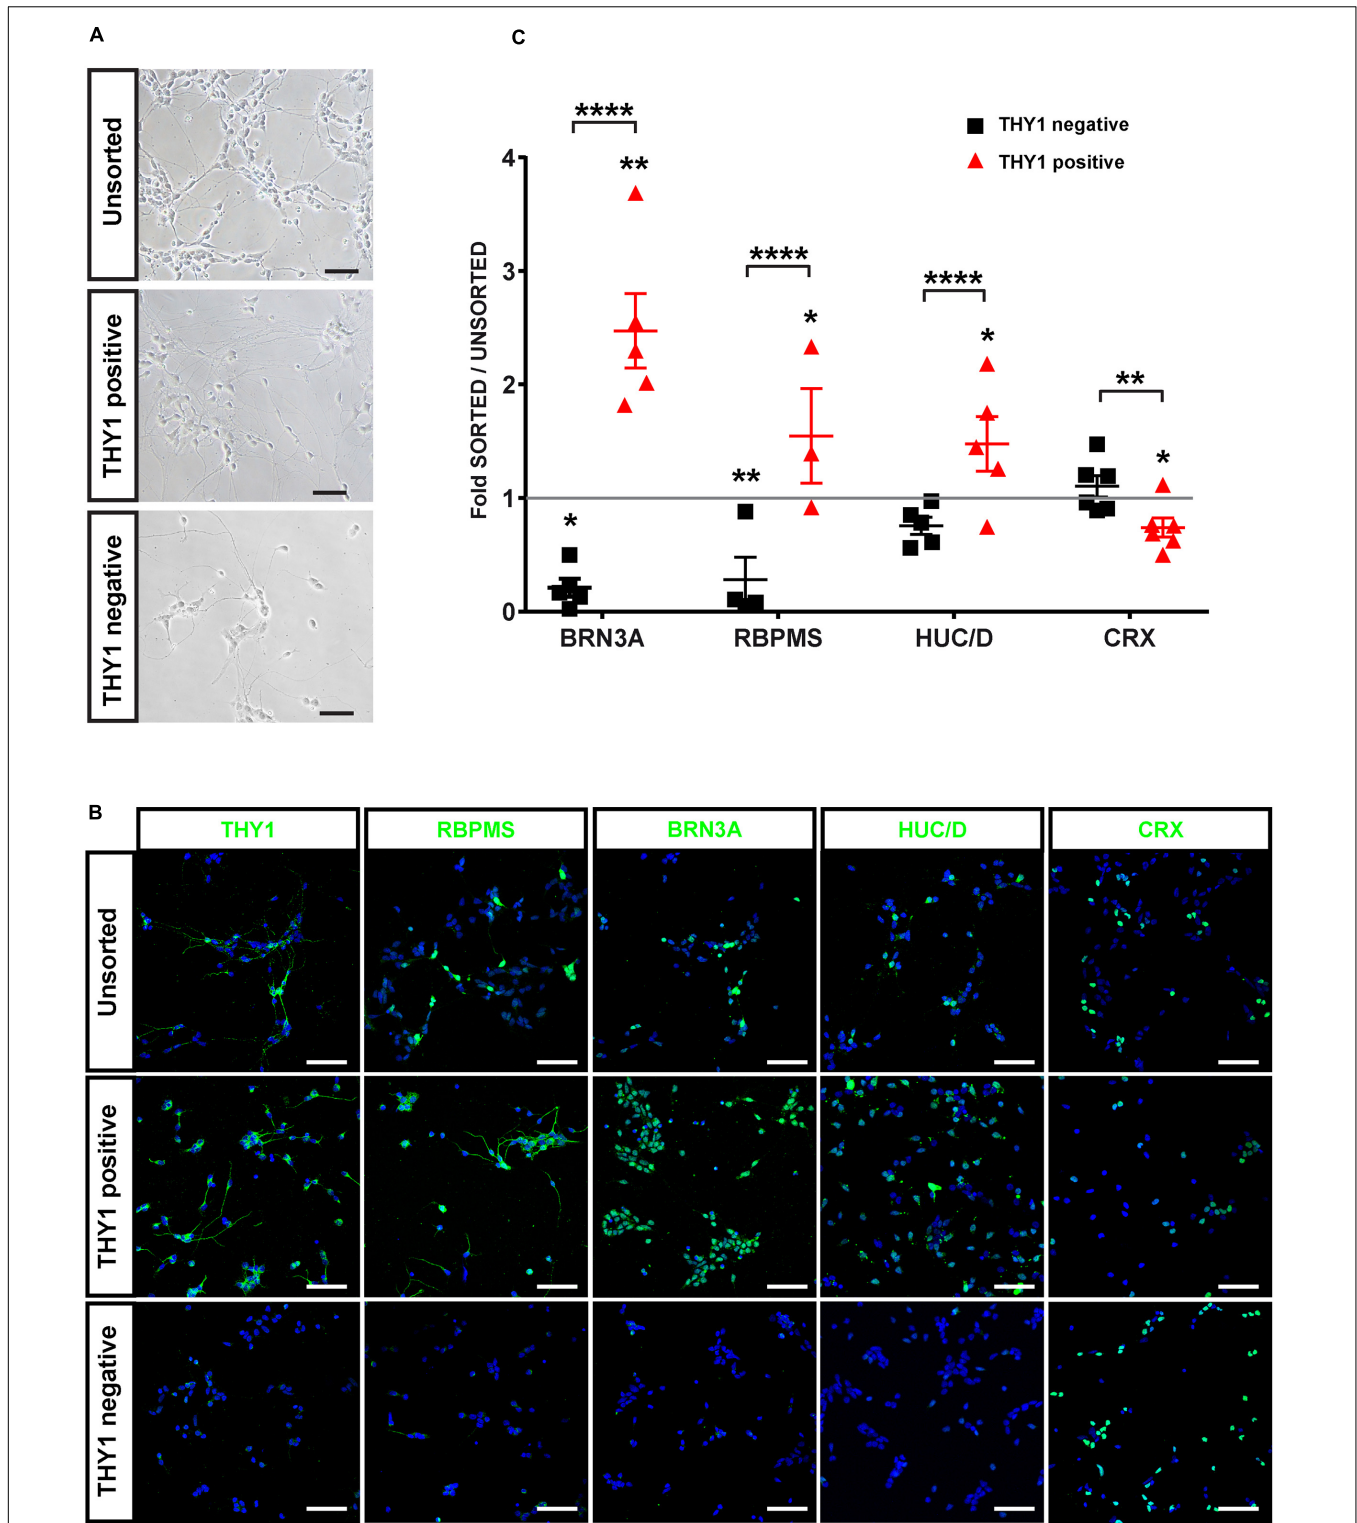 A
Unsorted
THY1 positive
THY1 negative
C
THY1 negative
THY1 positive
Fold SORTED / UNSORTED
4
3
2
1
0
****
**
****
*
**
****
*
**
*
*
BRN3A
RBPMS
HUC/D
CRX
B
THY1
RBPMS
BRN3A
HUC/D
CRX
Unsorted
THY1 positive
THY1 negative